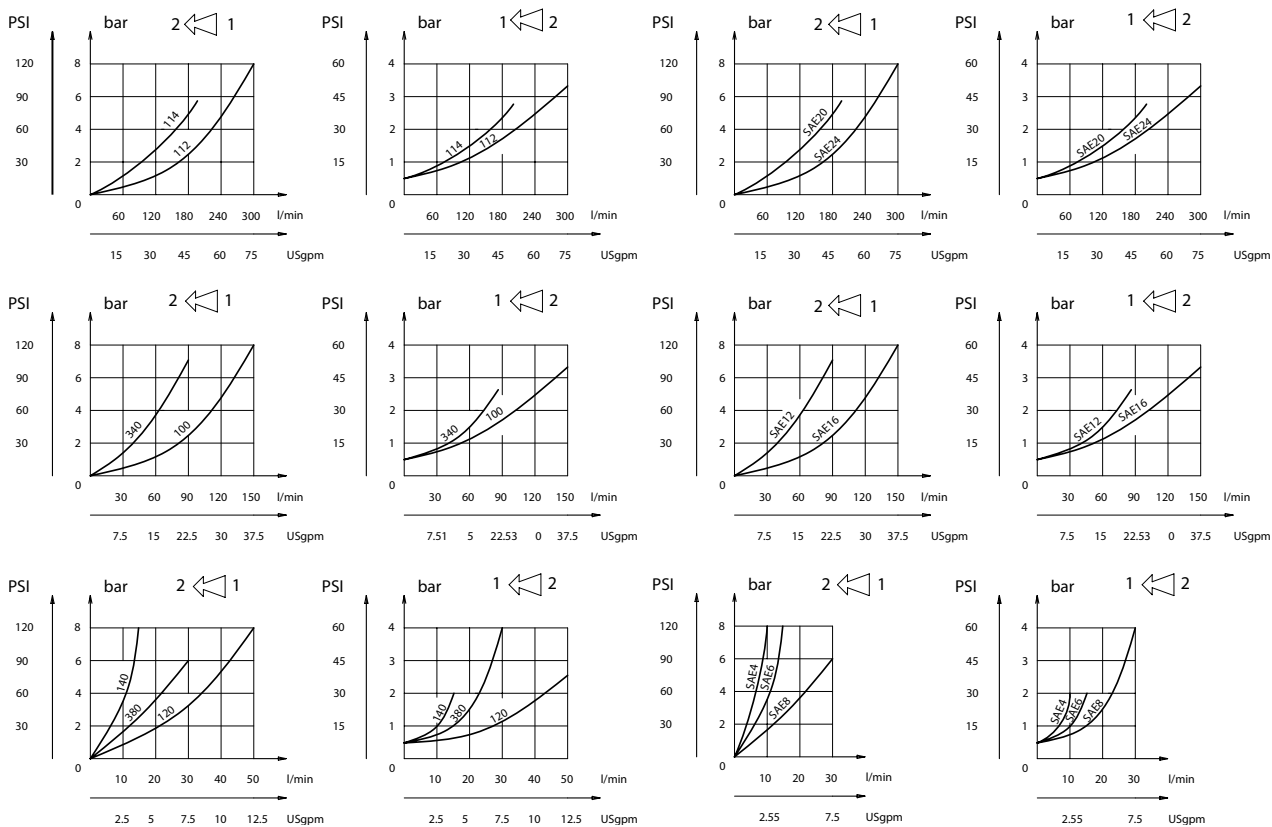 PSI bar 2 1
120 8
90 6
60 4
30 2
0
114
112
60 120 180 240 300 l/min
15 30 45 60 75 USgpm
PSI bar 1 2
60 4
45 3
30 2
15 1
0
114
112
60 120 180 240 300 l/min
15 30 45 60 75 USgpm
PSI bar 2 1
120 8
90 6
60 4
30 2
0
SAE20
SAE24
60 120 180 240 300 l/min
15 30 45 60 75 USgpm
PSI bar 1 2
60 4
45 3
30 2
15 1
0
SAE20
SAE24
60 120 180 240 300 l/min
15 30 45 60 75 USgpm
PSI bar 2 1
120 8
90 6
60 4
30 2
0
340
100
30 60 90 120 150 l/min
7.5 15 22.5 30 37.5 USgpm
PSI bar 1 2
60 4
45 3
30 2
15 1
0
340
100
30 60 90 120 150 l/min
7.51 5 22.53 0 37.5 USgpm
PSI bar 2 1
120 8
90 6
60 4
30 2
0
SAE12
SAE16
30 60 90 120 150 l/min
7.5 15 22.5 30 37.5 USgpm
PSI bar 1 2
60 4
45 3
30 2
15 1
0
SAE12
SAE16
30 60 90 120 150 l/min
7.5 15 22.53 0 37.5 USgpm
PSI bar 2 1
120 8
90 6
60 4
30 2
0
140
380
120
10 20 30 40 50 l/min
2.5 5 7.5 10 12.5 USgpm
PSI bar 1 2
60 4
45 3
30 2
15 1
0
140
380
120
10 20 30 40 50 l/min
2.5 5 7.5 10 12.5 USgpm
PSI bar 2 1
120 8
90 6
60 4
30 2
0
SAE4
SAE6
SAE8
10 20 30 l/min
2.55 7.5 USgpm
PSI bar 1 2
60 4
45 3
30 2
15 1
0
SAE4
SAE6
SAE8
10 20 30 l/min
2.55 7.5 USgpm